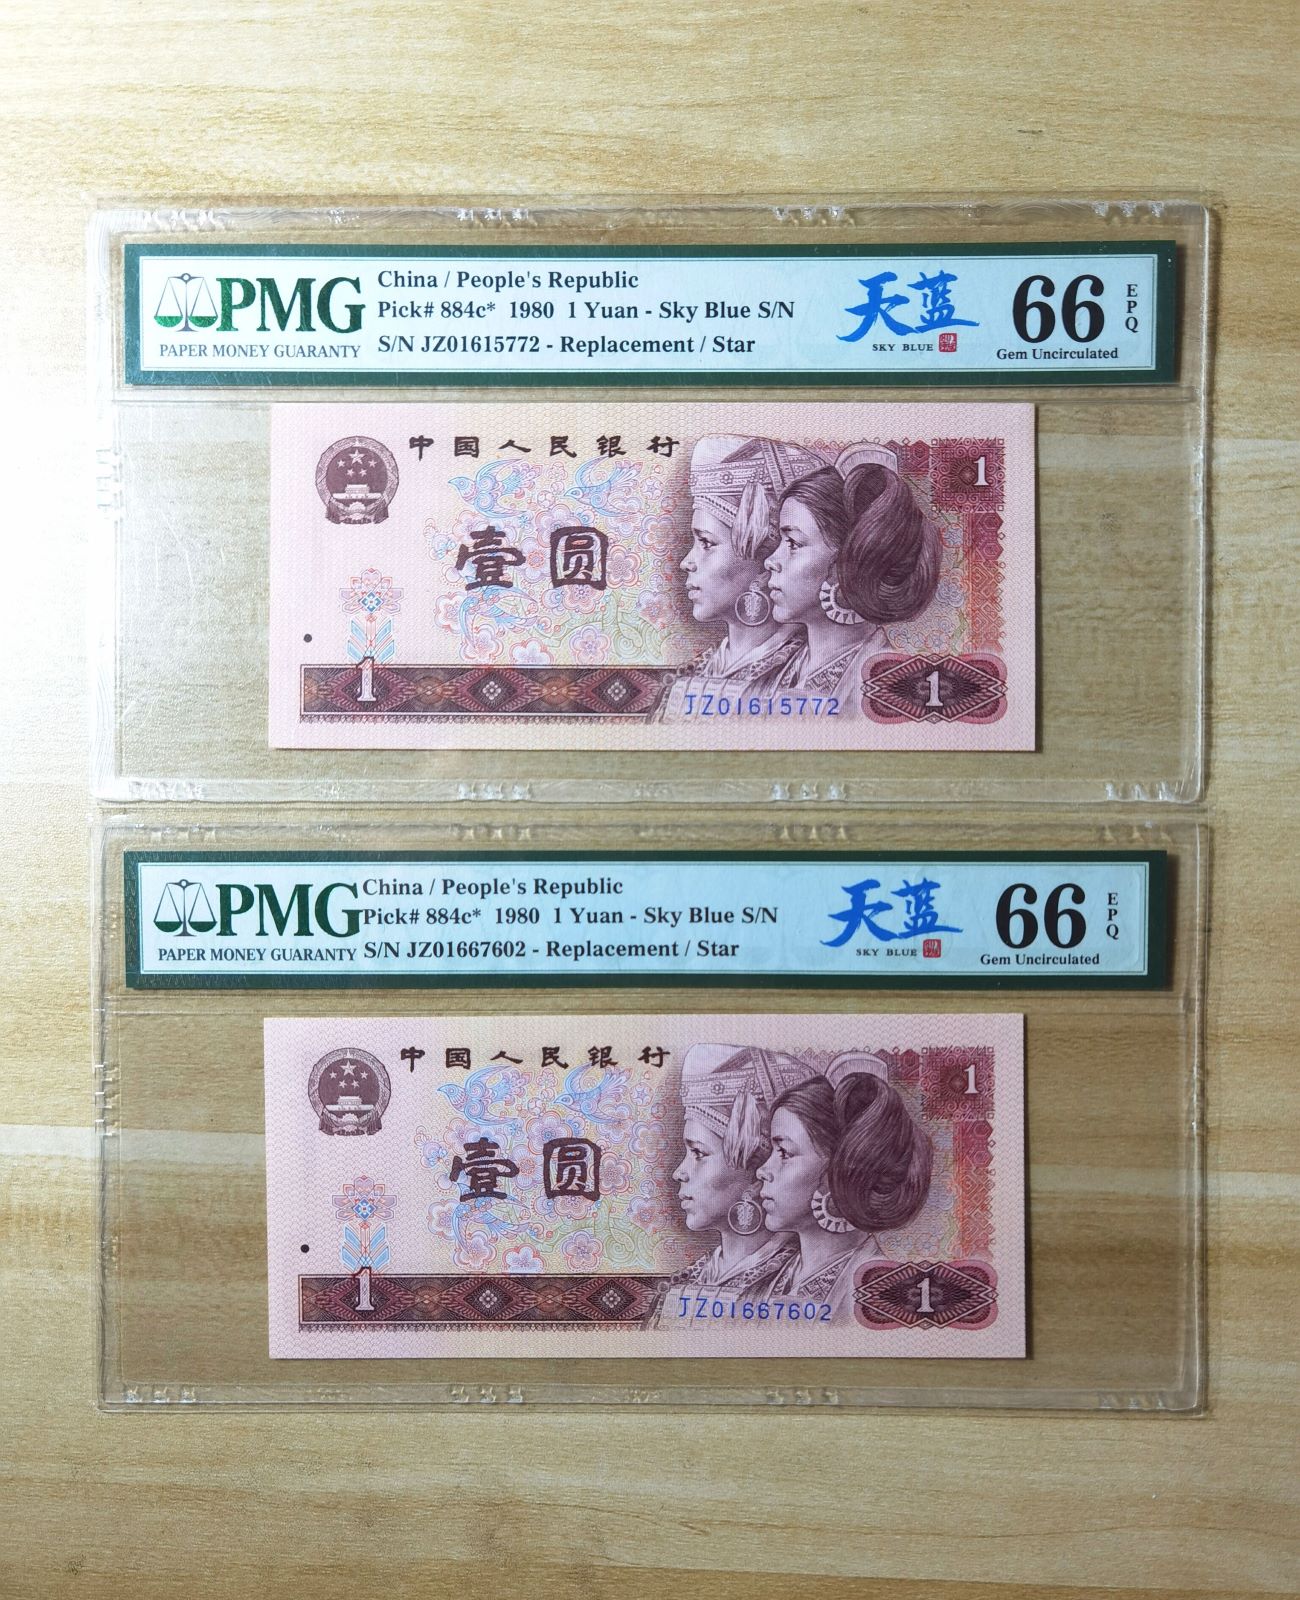 PMG
PAPER MONEY GUARANTY
China / People's Republic
Pick# 884c* 1980 1 Yuan - Sky Blue S/N
S/N JZ01615772 - Replacement / Star
天蓝
SKY BLUE
66
EPQ
Gem Uncirculated
中国人民银行
1
壹圆
1
JZ01615772
1
PMG
PAPER MONEY GUARANTY
China / People's Republic
Pick# 884c* 1980 1 Yuan - Sky Blue S/N
S/N JZ01667602 - Replacement / Star
天蓝
SKY BLUE
66
EPQ
Gem Uncirculated
中国人民银行
1
壹圆
1
JZ01667602
1